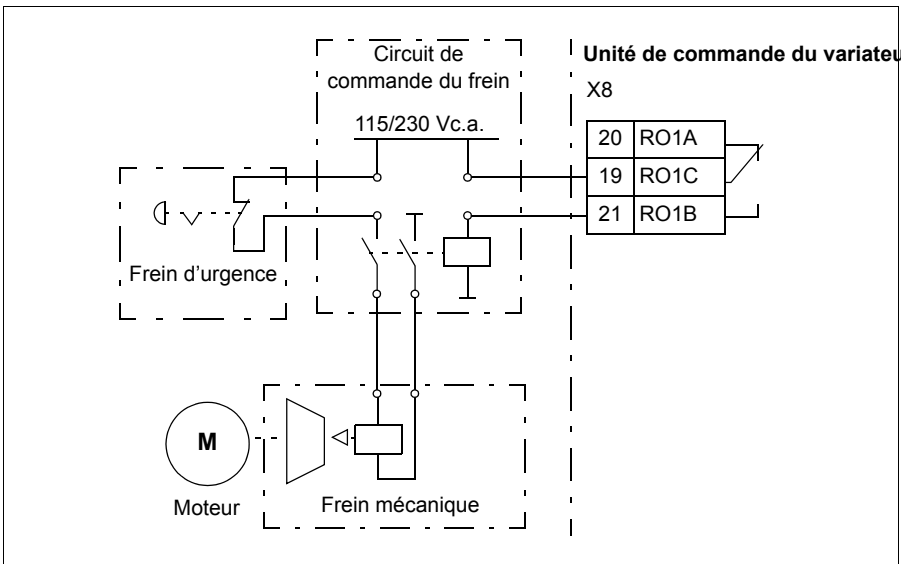 Circuit de
commande du frein
115/230 Vc.a.
Unité de commande du variateu
X8
20 RO1A
19 RO1C
21 RO1B
Frein d'urgence
M
Moteur
Frein mécanique